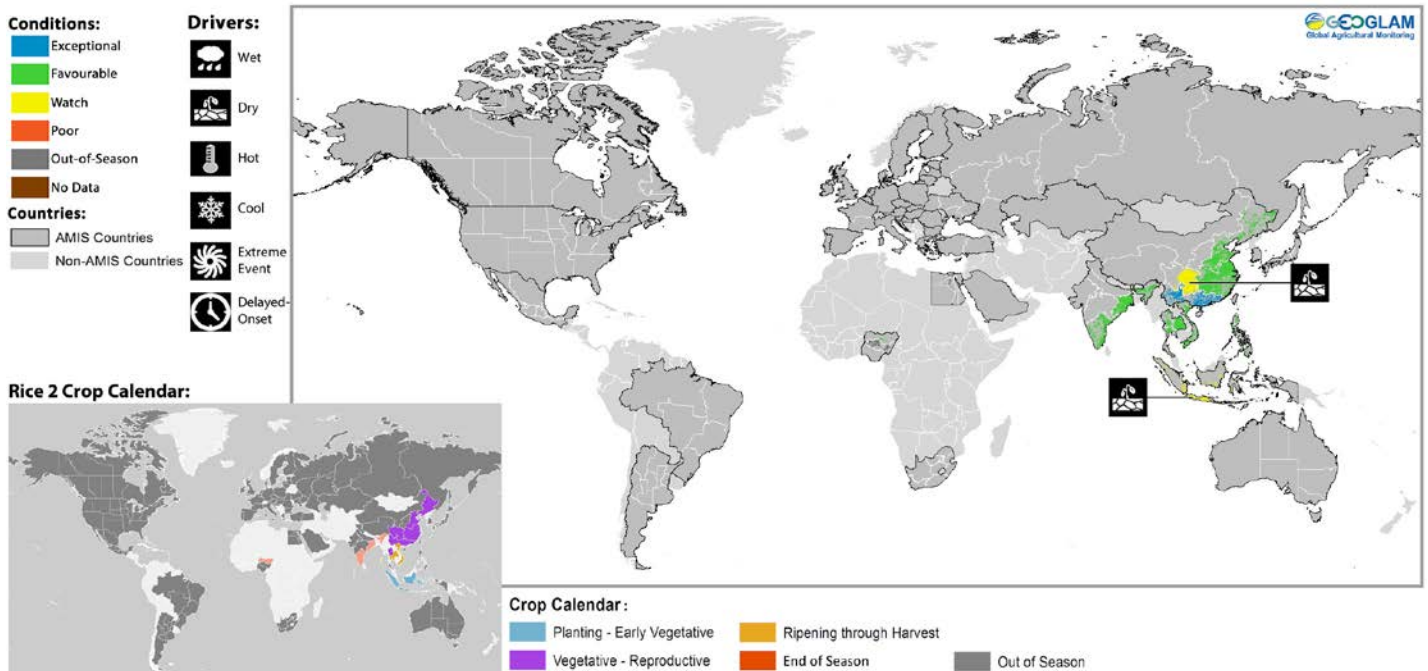 Conditions:
Exceptional
Favourable
Watch
Poor
Out-of-Season
No Data
Countries:
AMIS Countries
Non-AMIS Countries
Drivers:
Wet
Dry
Hot
Cool
Extreme
Event
Delayed-
Onset
GEOGLAM
Global Agricultural Monitoring
Rice 2 Crop Calendar:
Crop Calendar :
Planting - Early Vegetative
Ripening through Harvest
Vegetative - Reproductive
End of Season
Out of Season